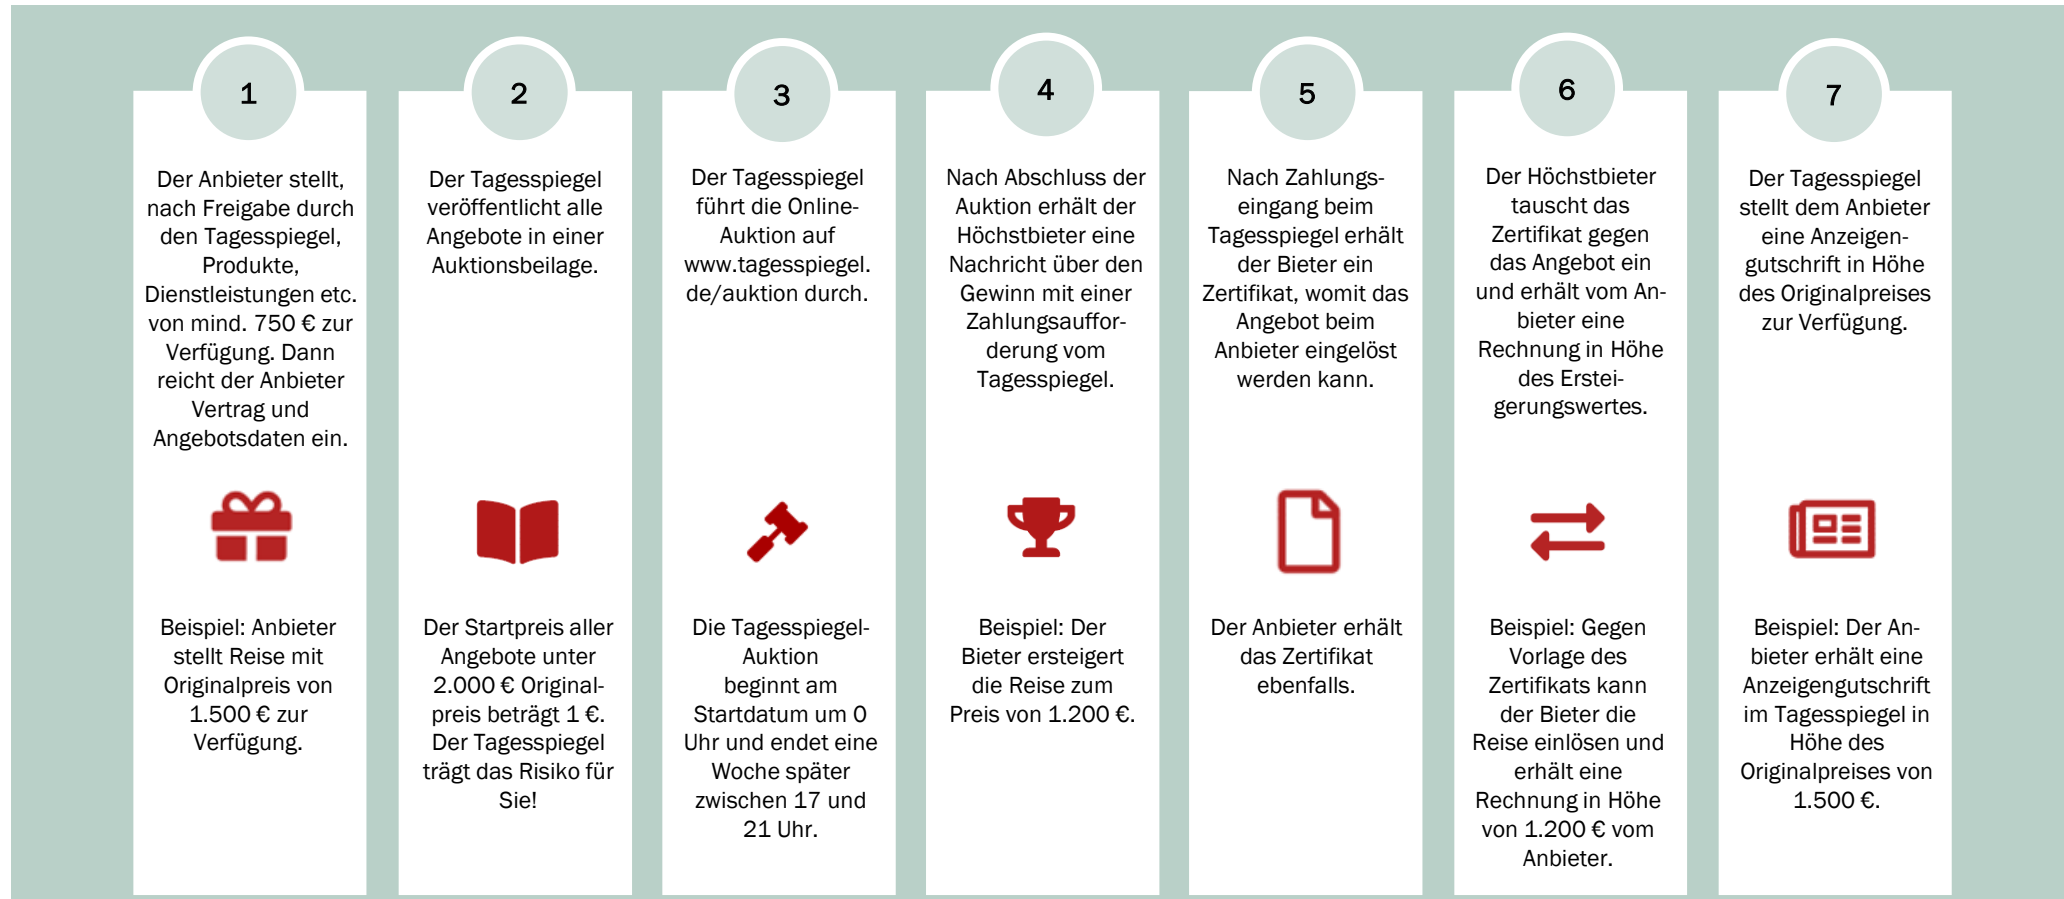 1
Der Anbieter stellt,
nach Freigabe durch
den Tagesspiegel,
Produkte,
Dienstleistungen etc.
von mind. 750 € zur
Verfügung. Dann
reicht der Anbieter
Vertrag und
Angebotsdaten ein.
Beispiel: Anbieter
stellt Reise mit
Originalpreis von
1.500 € zur
Verfügung.
2
Der Tagesspiegel
veröffentlicht alle
Angebote in einer
Auktionsbeilage.
Der Startpreis aller
Angebote unter
2.000 € Original-
preis beträgt 1 €.
Der Tagesspiegel
trägt das Risiko für
Sie!
3
Der Tagesspiegel
führt die Online-
Auktion auf
www.tagesspiegel.
de/auktion durch.
Die Tagesspiegel-
Auktion
beginnt am
Startdatum um 0
Uhr und endet eine
Woche später
zwischen 17 und
21 Uhr.
4
Nach Abschluss der
Auktion erhält der
Höchstbieter eine
Nachricht über den
Gewinn mit einer
Zahlungsauffor-
derung vom
Tagesspiegel.
Beispiel: Der
Bieter ersteigert
die Reise zum
Preis von 1.200 €.
5
Nach Zahlungs-
eingang beim
Tagesspiegel erhält
der Bieter ein
Zertifikat, womit das
Angebot beim
Anbieter eingelöst
werden kann.
Der Anbieter erhält
das Zertifikat
ebenfalls.
6
Der Höchstbieter
tauscht das
Zertifikat gegen
das Angebot ein
und erhält vom An-
bieter eine
Rechnung in Höhe
des Erstei-
gerungswertes.
Beispiel: Gegen
Vorlage des
Zertifikats kann
der Bieter die
Reise einlösen und
erhält eine
Rechnung in Höhe
von 1.200 € vom
Anbieter.
7
Der Tagesspiegel
stellt dem Anbieter
eine Anzeigen-
gutschrift in Höhe
des Originalpreises
zur Verfügung.
Beispiel: Der An-
bieter erhält eine
Anzeigengutschrift
im Tagesspiegel in
Höhe des
Originalpreises von
1.500 €.